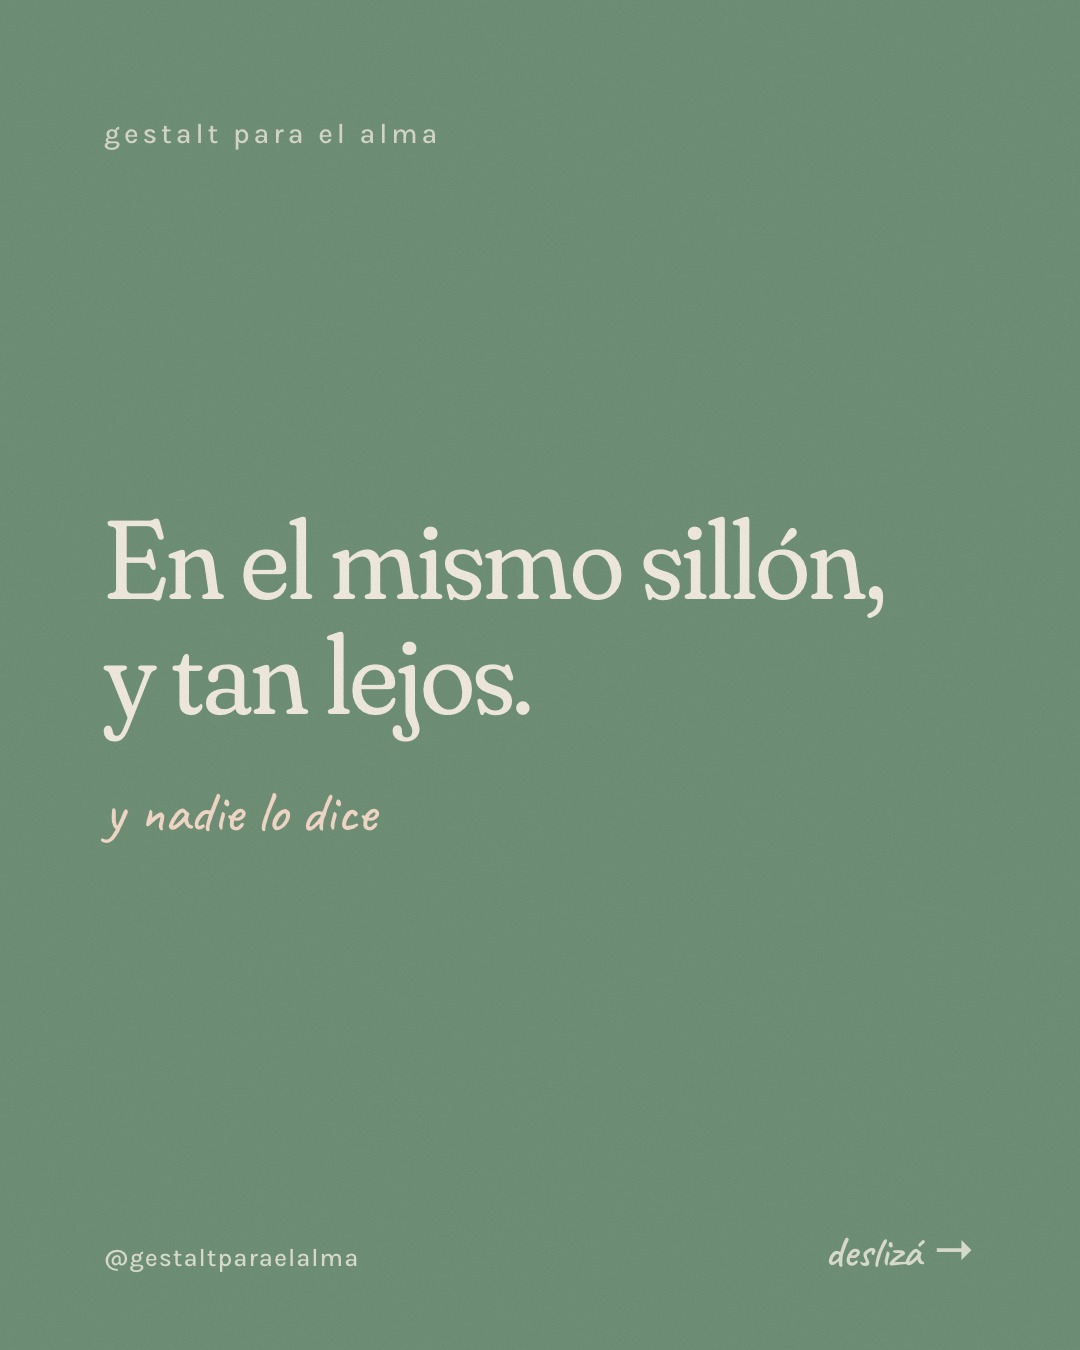 gestalt para el alma
En el mismo sillón,
y tan lejos.
y nadie lo dice
@gestaltparaelalma
deslizá →